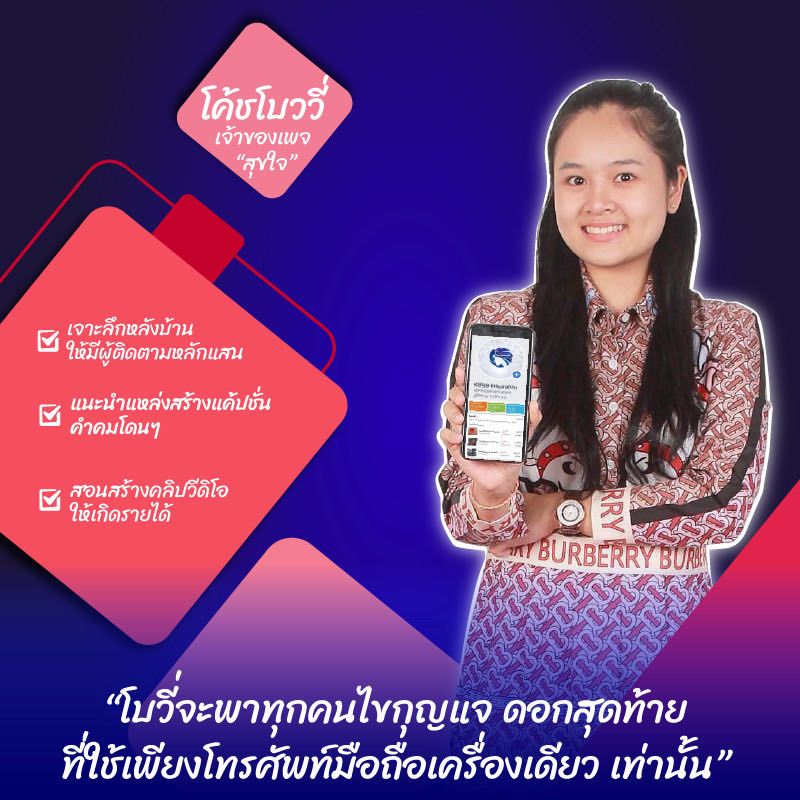 โค้ชโบวี่
เจ้าของเพจ
“สุขใจ”
เจาะลึกหลังบ้าน
ให้มีผู้ติดตามหลักแสน
แนะนำแหล่งสร้างแค้ปชั่น
คำคมโดนๆ
สอนสร้างคลิปวีดิโอ
ให้เกิดรายได้
BURBERRY BURB
“โบวี่จะพาทุกคนไขกุญแจ ดอกสุดท้าย
ที่ใช้เพียงโทรศัพท์มือถือเครื่องเดียว เท่านั้น”